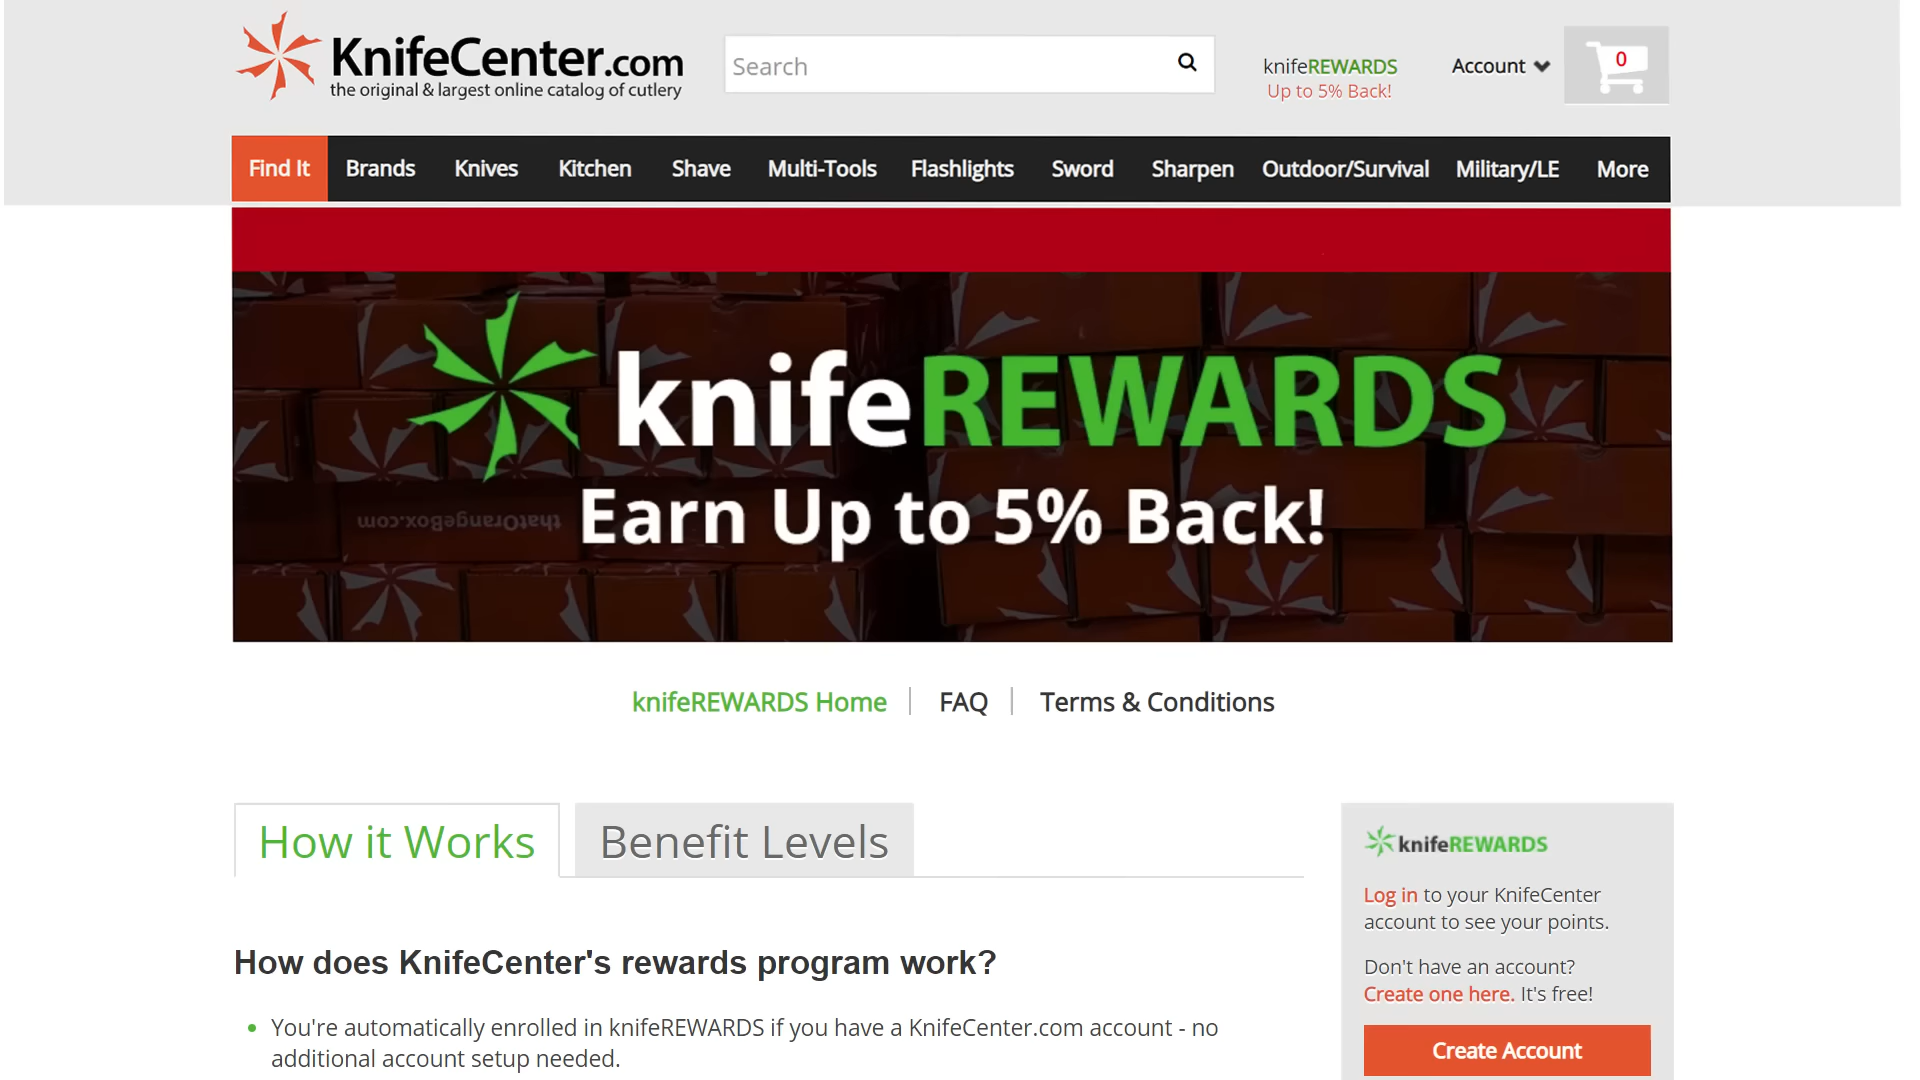 KnifeCenter.com
the original & largest online catalog of cutlery
Search
knifeREWARDS
Up to 5% Back!
Account
0
Find It Brands Knives Kitchen Shave Multi-Tools Flashlights Sword Sharpen Outdoor/Survival Military/LE More
knifeREWARDS
thatOrangeBox.com
Earn Up to 5% Back!
knifeREWARDS Home FAQ Terms & Conditions
How it Works Benefit Levels
How does KnifeCenter's rewards program work?
You're automatically enrolled in knifeREWARDS if you have a KnifeCenter.com account - no
additional account setup needed.
knifeREWARDS
Log in to your KnifeCenter
account to see your points.
Don't have an account?
Create one here. It's free!
Create Account